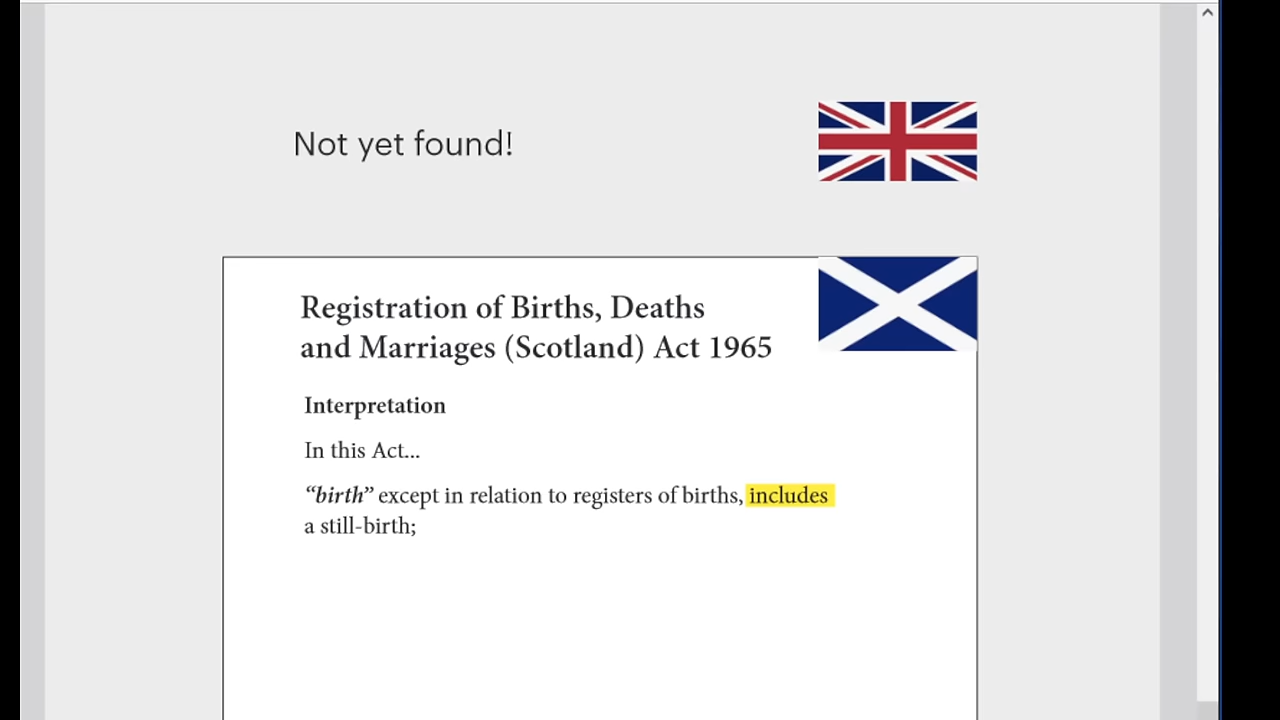 Not yet found!
Registration of Births, Deaths
and Marriages (Scotland) Act 1965
Interpretation
In this Act...
“birth” except in relation to registers of births, includes
a still-birth;